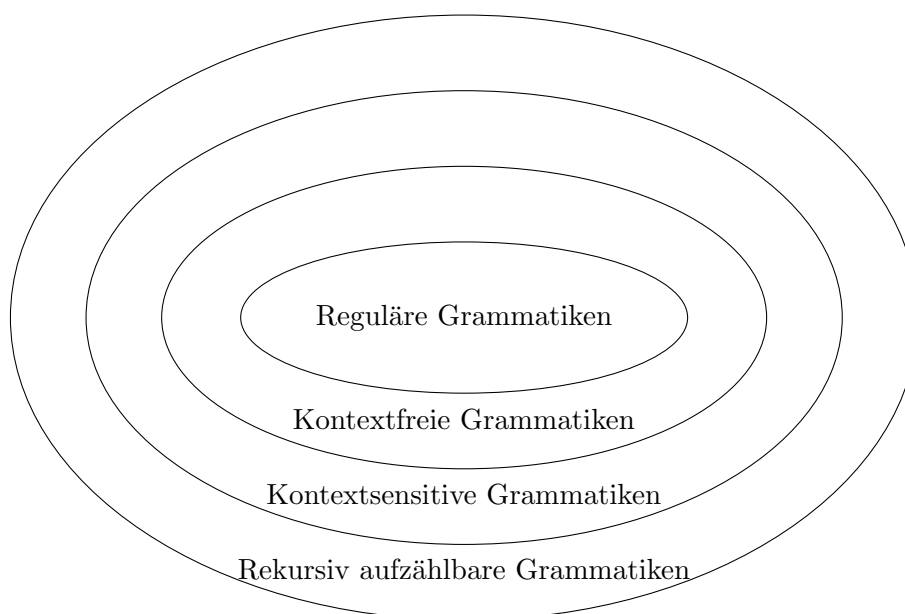 Reguläre Grammatiken
Kontextfreie Grammatiken
Kontextsensitive Grammatiken
Rekursiv aufzählbare Grammatiken